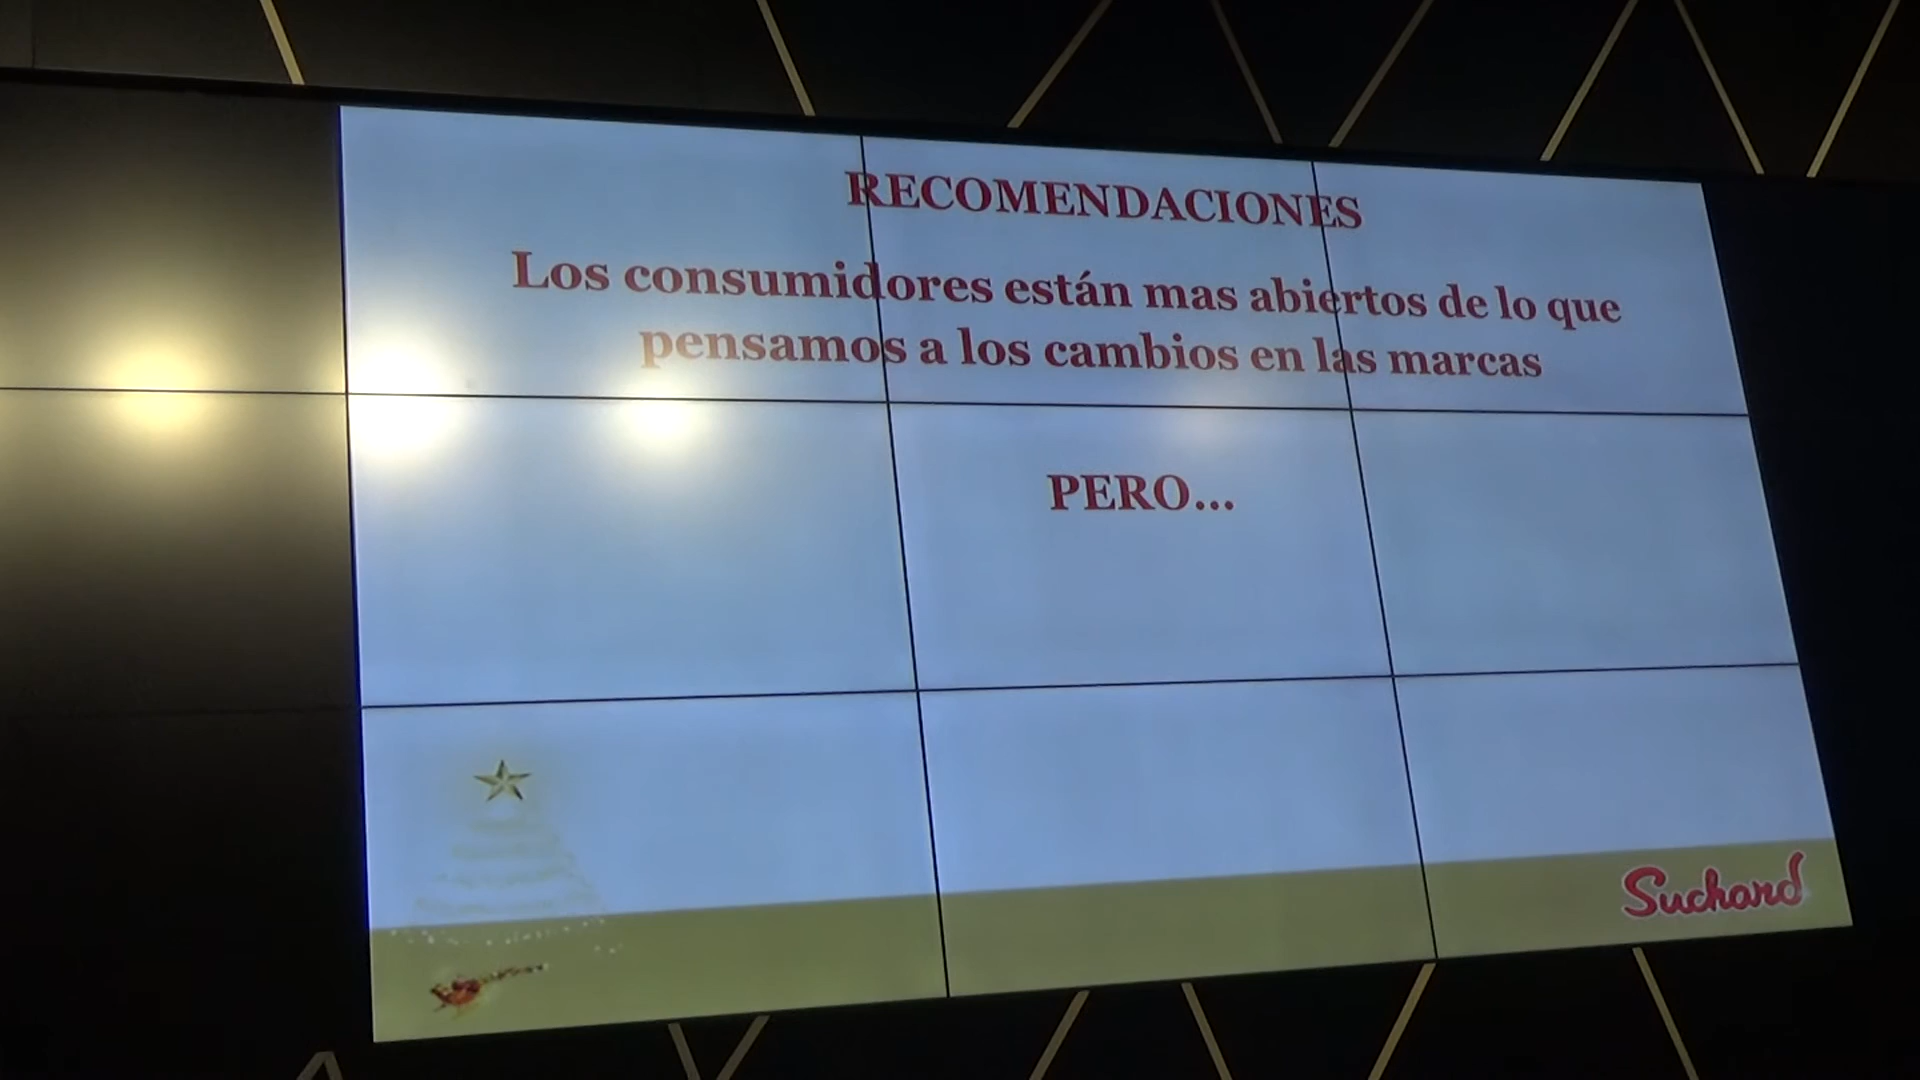 RECOMENDACIONES
Los consumidores están mas abiertos de lo que
pensamos a los cambios en las marcas
PERO...
Suchard